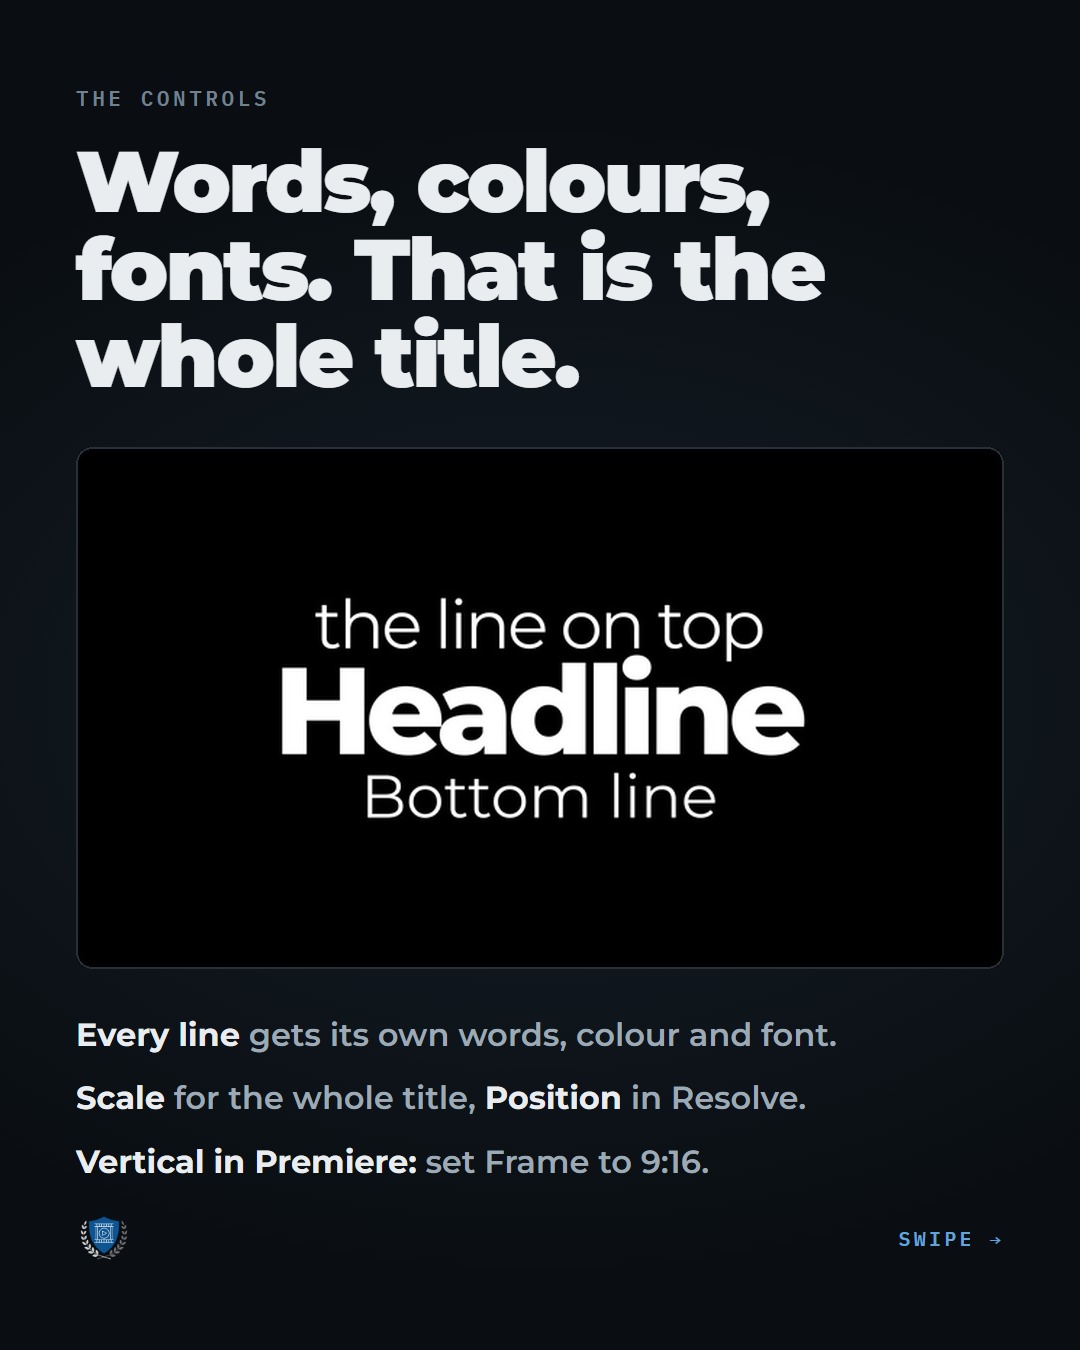 THE CONTROLS
Words, colours,
fonts. That is the
whole title.
the line on top
Headline
Bottom line
Every line gets its own words, colour and font.
Scale for the whole title, Position in Resolve.
Vertical in Premiere: set Frame to 9:16.
SWIPE →